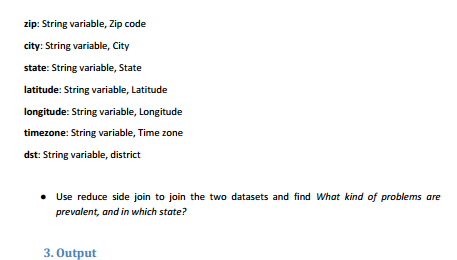 zip: String variable, Zip code
city: String variable, City
state: String variable, State
latitude: String variable, Latitude
longitude: String variable, Longitude
timezone: String variable, Time zone
dst: String variable, district
• Use reduce side join to join the two datasets and find What kind of problems are
prevalent, and in which state?
3. Output